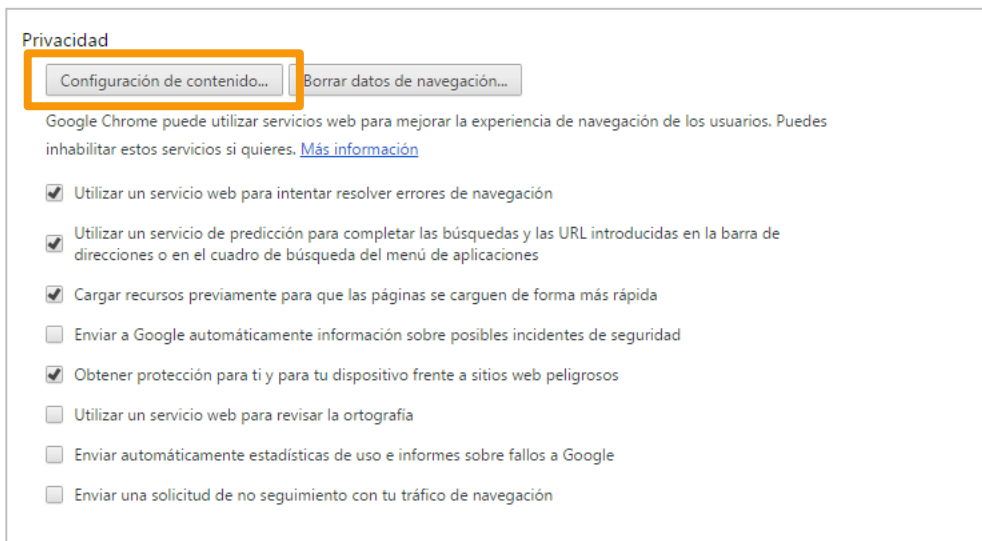 Privacidad
Configuración de contenido... Borrar datos de navegación...
Google Chrome puede utilizar servicios web para mejorar la experiencia de navegación de los usuarios. Puedes
inhabilitar estos servicios si quieres. Más información
Utilizar un servicio web para intentar resolver errores de navegación
Utilizar un servicio de predicción para completar las búsquedas y las URL introducidas en la barra de
direcciones o en el cuadro de búsqueda del menú de aplicaciones
Cargar recursos previamente para que las páginas se carguen de forma más rápida
Enviar a Google automáticamente información sobre posibles incidentes de seguridad
Obtener protección para ti y para tu dispositivo frente a sitios web peligrosos
Utilizar un servicio web para revisar la ortografía
Enviar automáticamente estadísticas de uso e informes sobre fallos a Google
Enviar una solicitud de no seguimiento con tu tráfico de navegación